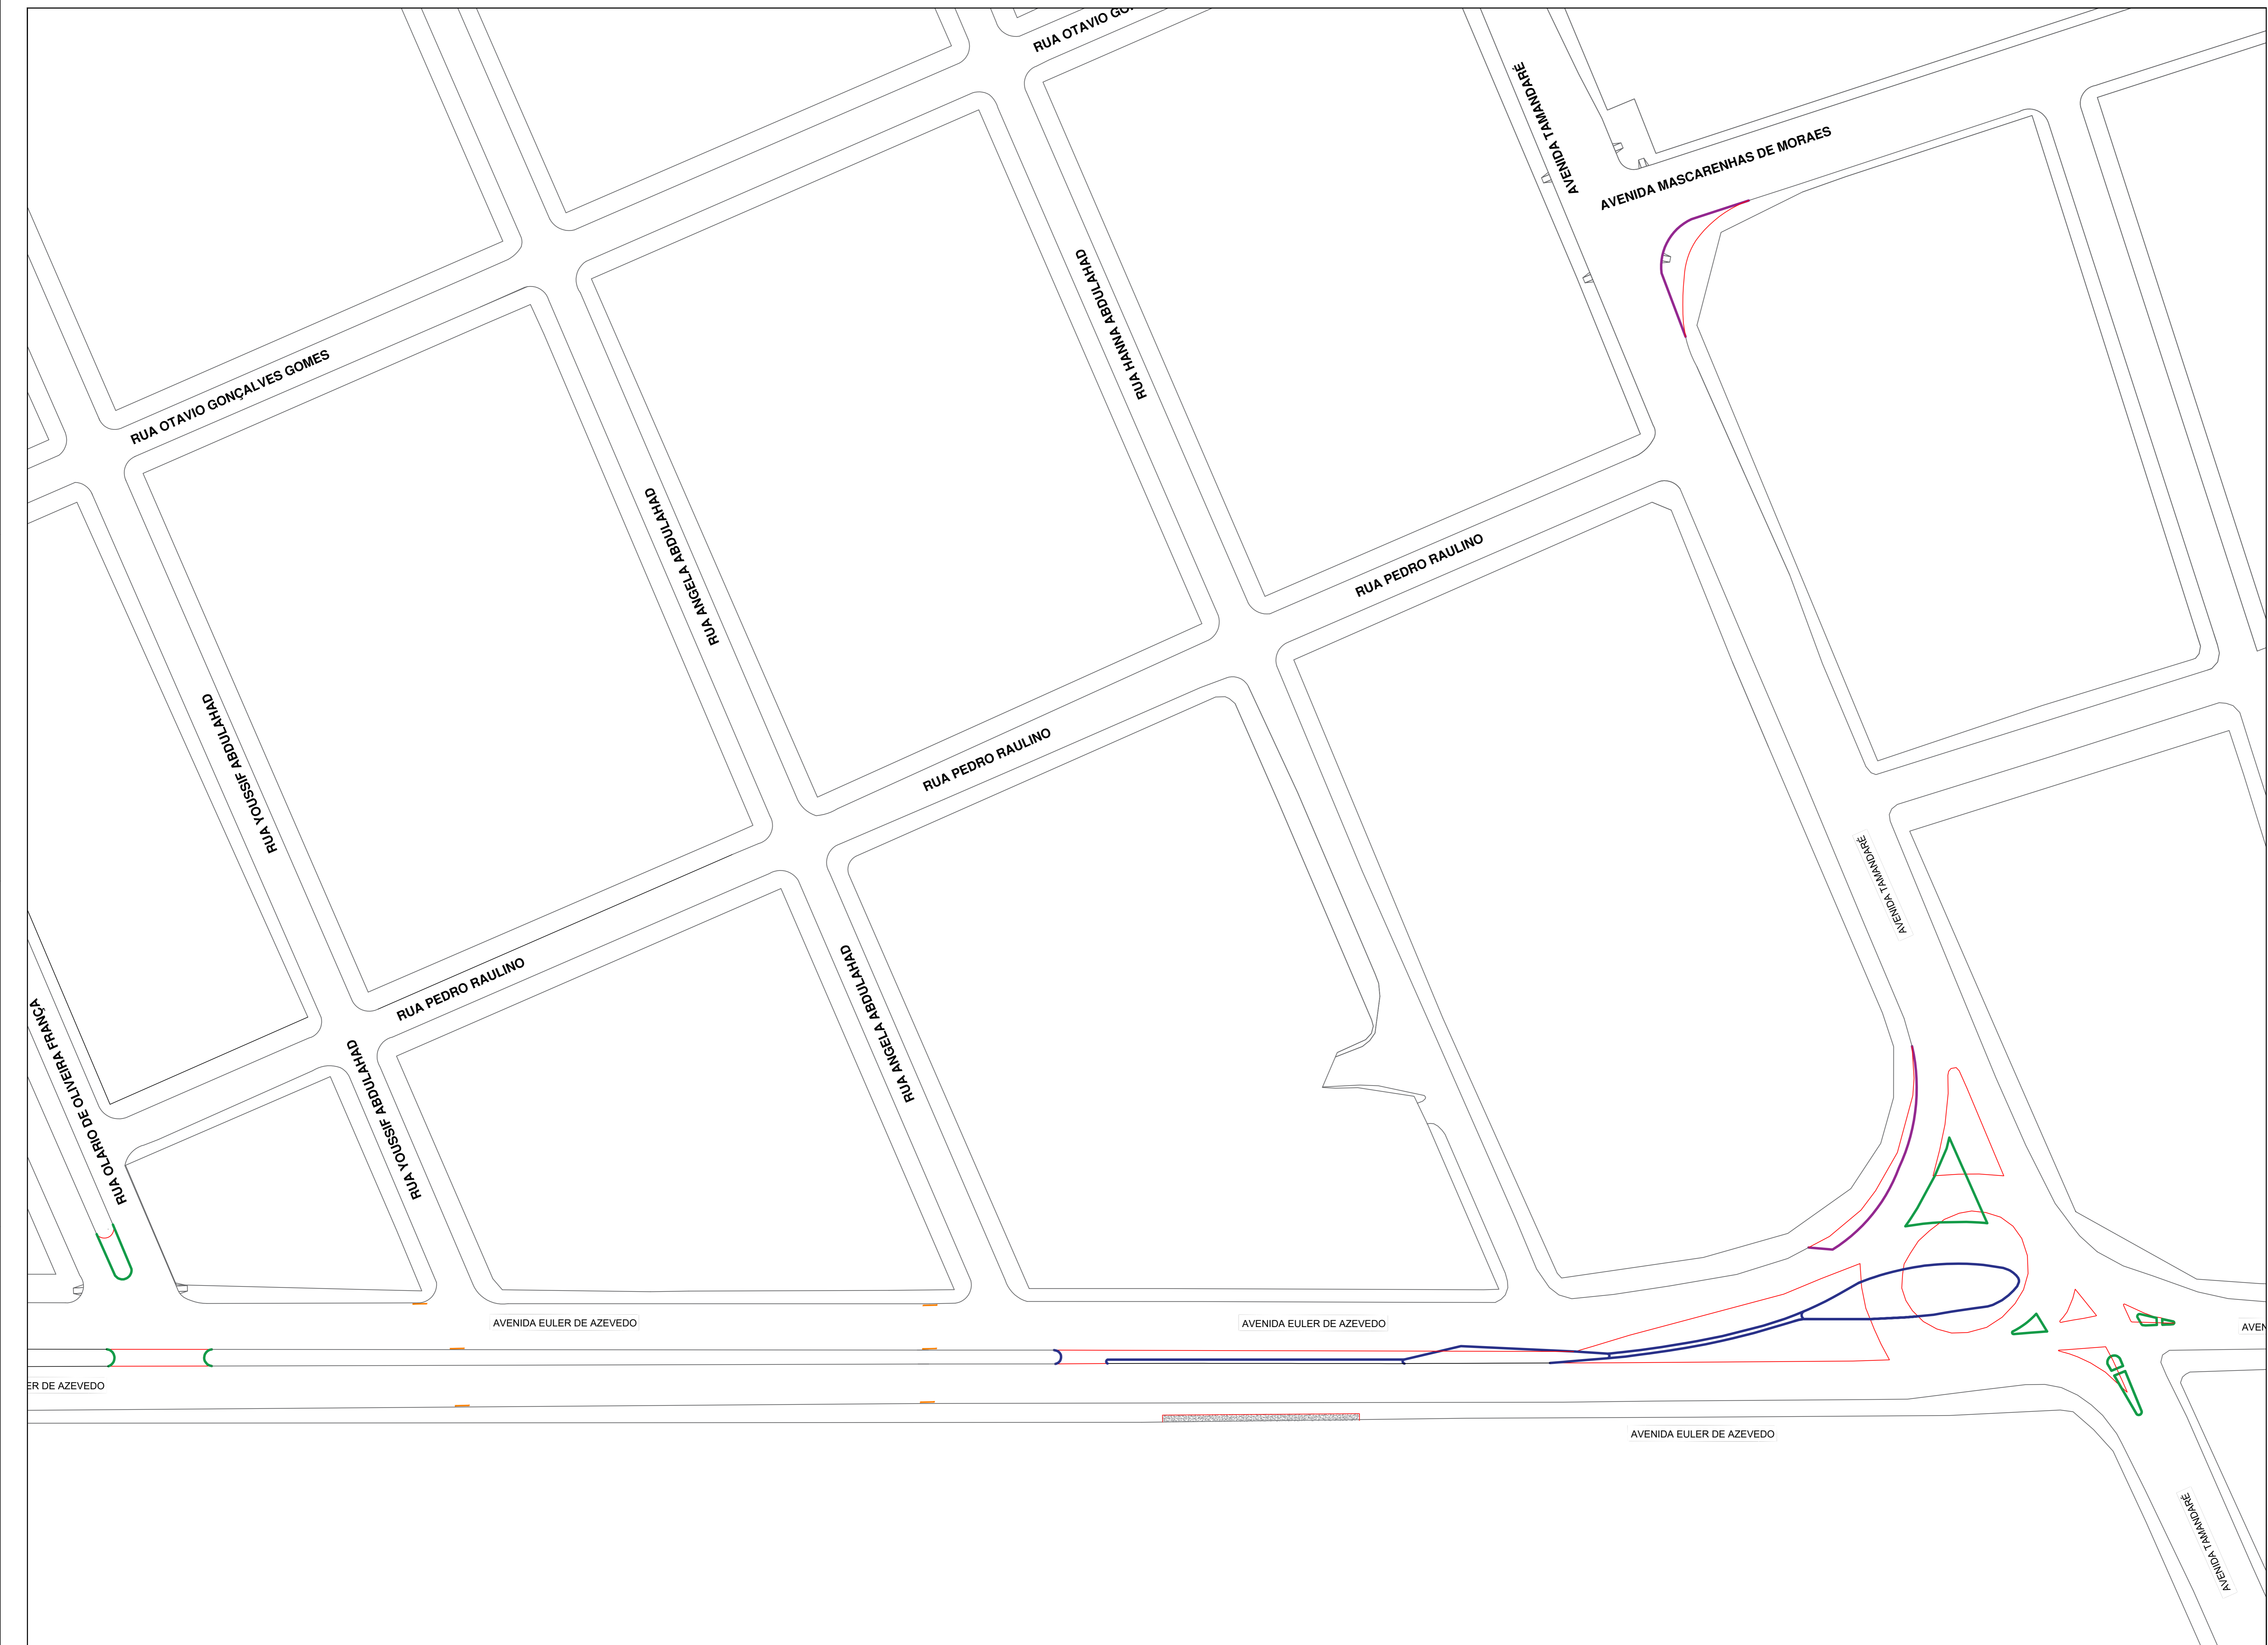 RUA OTAVIO GO
AVENIDA TAMANDARÉ
AVENIDA MASCARENHAS DE MORAES
RUA HANNA ABDULAHAD
RUA OTAVIO GONÇALVES GOMES
RUA ANGELA ABDULAHAD
RUA PEDRO RAULINO
RUA YOUSSIF ABDULAHAD
RUA PEDRO RAULINO
AVENIDA TAMANDARÉ
RUA PEDRO RAULINO
RUA ANGELA ABDULAHAD
RUA OLARIO DE OLIVEIRA FRANÇA
RUA YOUSSIF ABDULAHAD
AVENIDA EULER DE AZEVEDO
AVENIDA EULER DE AZEVEDO
AVEN
ER DE AZEVEDO
AVENIDA EULER DE AZEVEDO
AVENIDA TAMANDARÉ